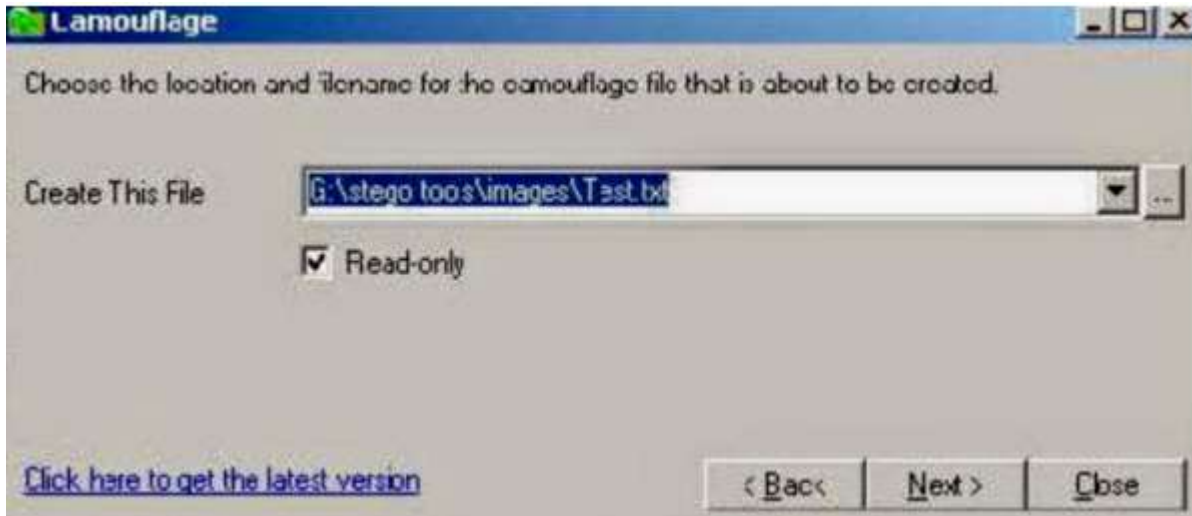 Camouflage
Choose the location and filename for the camouflage file that is about to be created.
Create This File
G:\stego toos\images\Test.txt
...
Read-only
Click here to get the latest version
< Back
Next >
Close